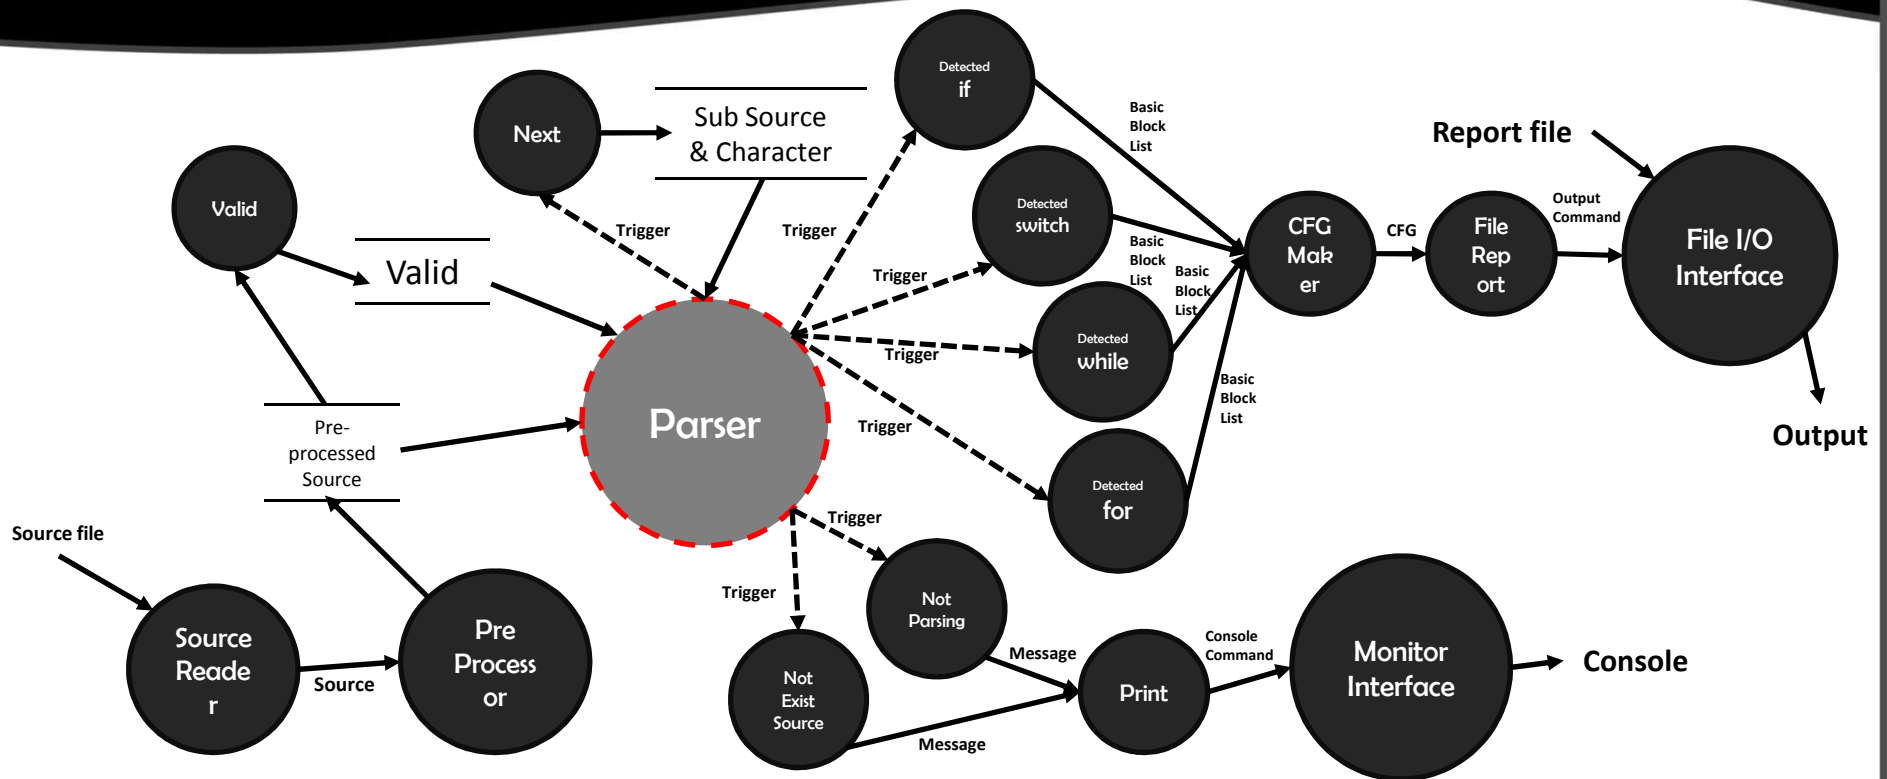 Detected
if
Next
Sub Source
& Character
Basic
Block
List
Report file
Valid
Trigger
Trigger
Detected
switch
Basic
Block
List
Basic
Block
List
CFG
Mak
er
CFG
File
Rep
ort
Output
Command
File I/O
Interface
Valid
Trigger
Trigger
Detected
while
Parser
Pre-
processed
Source
Trigger
Basic
Block
List
Output
Detected
for
Source file
Trigger
Trigger
Not
Parsing
Source
Reade
r
Source
Pre
Process
or
Not
Exist
Source
Message
Message
Print
Console
Command
Monitor
Interface
Console